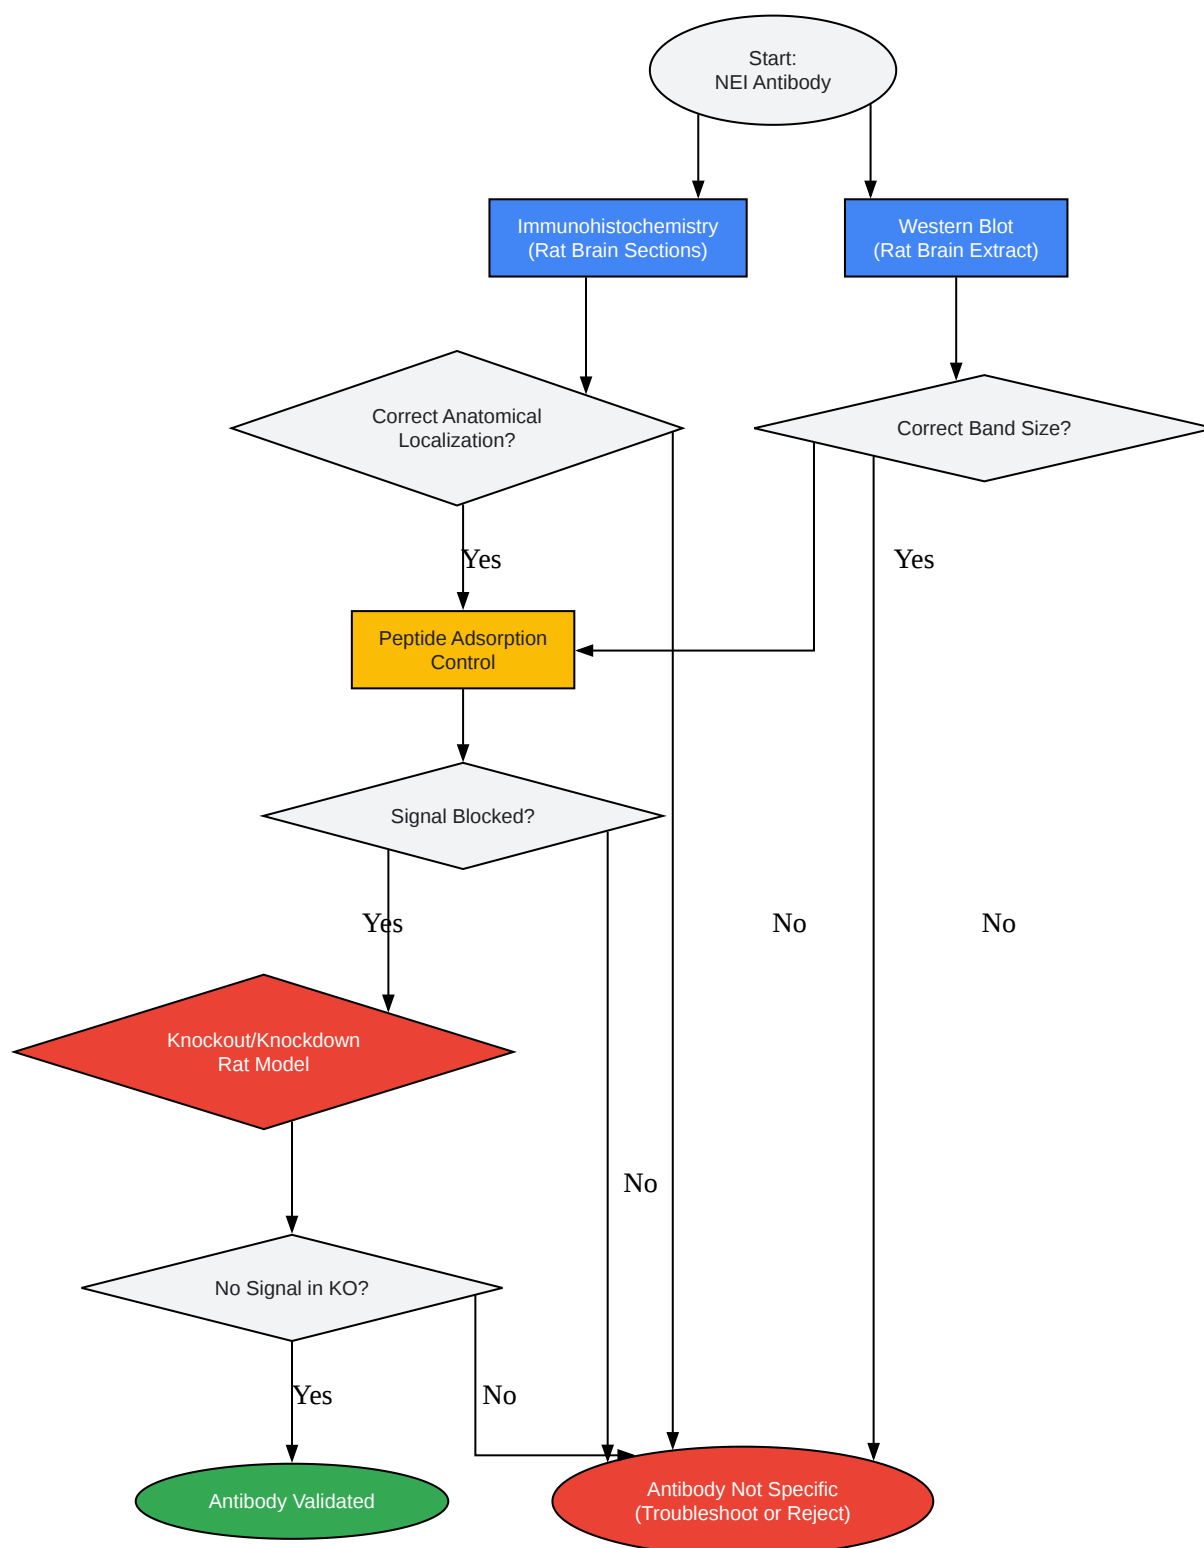 Start:
NEI Antibody
Immunohistochemistry
(Rat Brain Sections)
Western Blot
(Rat Brain Extract)
Correct Anatomical
Localization?
Correct Band Size?
Yes
Yes
Peptide Adsorption
Control
Signal Blocked?
Yes
No
No
Knockout/Knockdown
Rat Model
No
No Signal in KO?
Yes
No
Antibody Validated
Antibody Not Specific
(Troubleshoot or Reject)